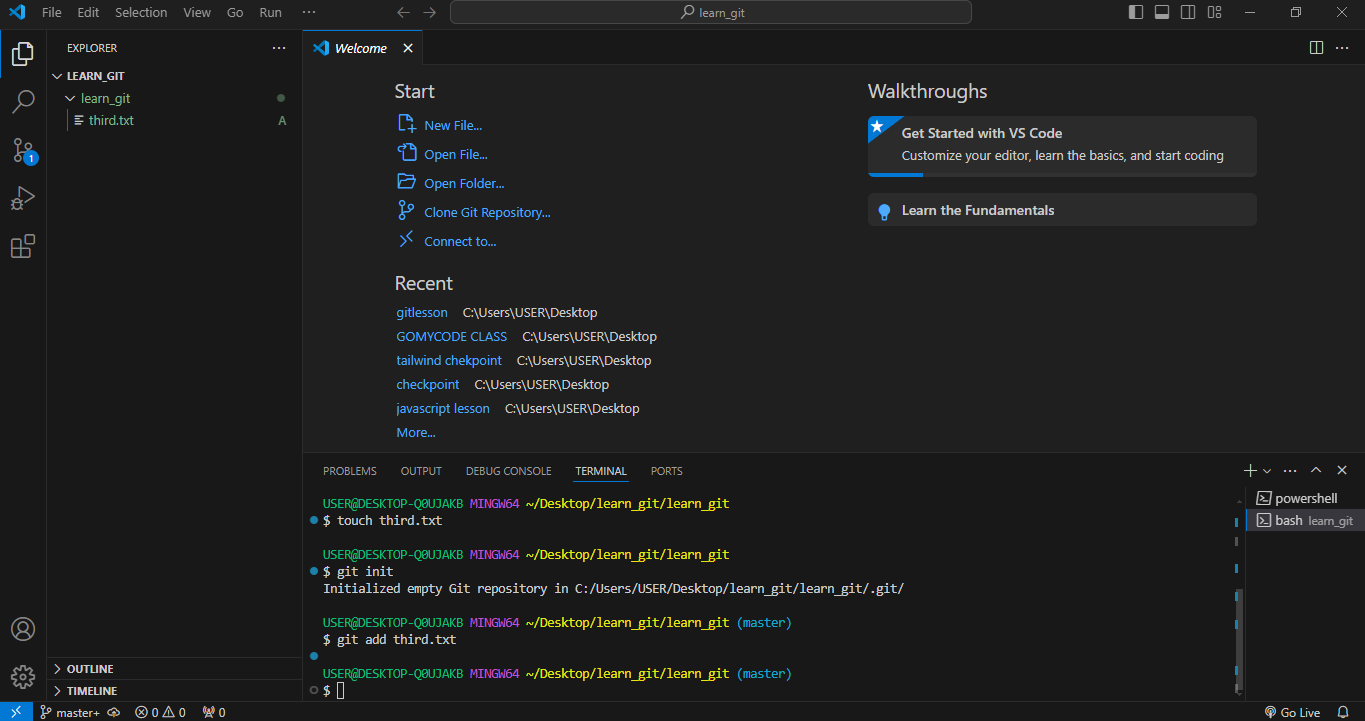 File Edit Selection View Go Run ··· learn_git
EXPLORER ···
LEARN_GIT
learn_git
third.txt A
1
OUTLINE
TIMELINE
Welcome
Start
New File...
Open File...
Open Folder...
Clone Git Repository...
Connect to...
Recent
gitlesson C:\Users\USER\Desktop
GOMYCODE CLASS C:\Users\USER\Desktop
tailwind chekpoint C:\Users\USER\Desktop
checkpoint C:\Users\USER\Desktop
javascript lesson C:\Users\USER\Desktop
More...
Walkthroughs
Get Started with VS Code
Customize your editor, learn the basics, and start coding
Learn the Fundamentals
PROBLEMS OUTPUT DEBUG CONSOLE TERMINAL PORTS
USER@DESKTOP-Q0UJAKB MINGW64 ~/Desktop/learn_git/learn_git
$ touch third.txt
USER@DESKTOP-Q0UJAKB MINGW64 ~/Desktop/learn_git/learn_git
$ git init
Initialized empty Git repository in C:/Users/USER/Desktop/learn_git/learn_git/.git/
USER@DESKTOP-Q0UJAKB MINGW64 ~/Desktop/learn_git/learn_git (master)
$ git add third.txt
USER@DESKTOP-Q0UJAKB MINGW64 ~/Desktop/learn_git/learn_git (master)
$
powershell
bash learn_git
master+ 0 0 0 Go Live